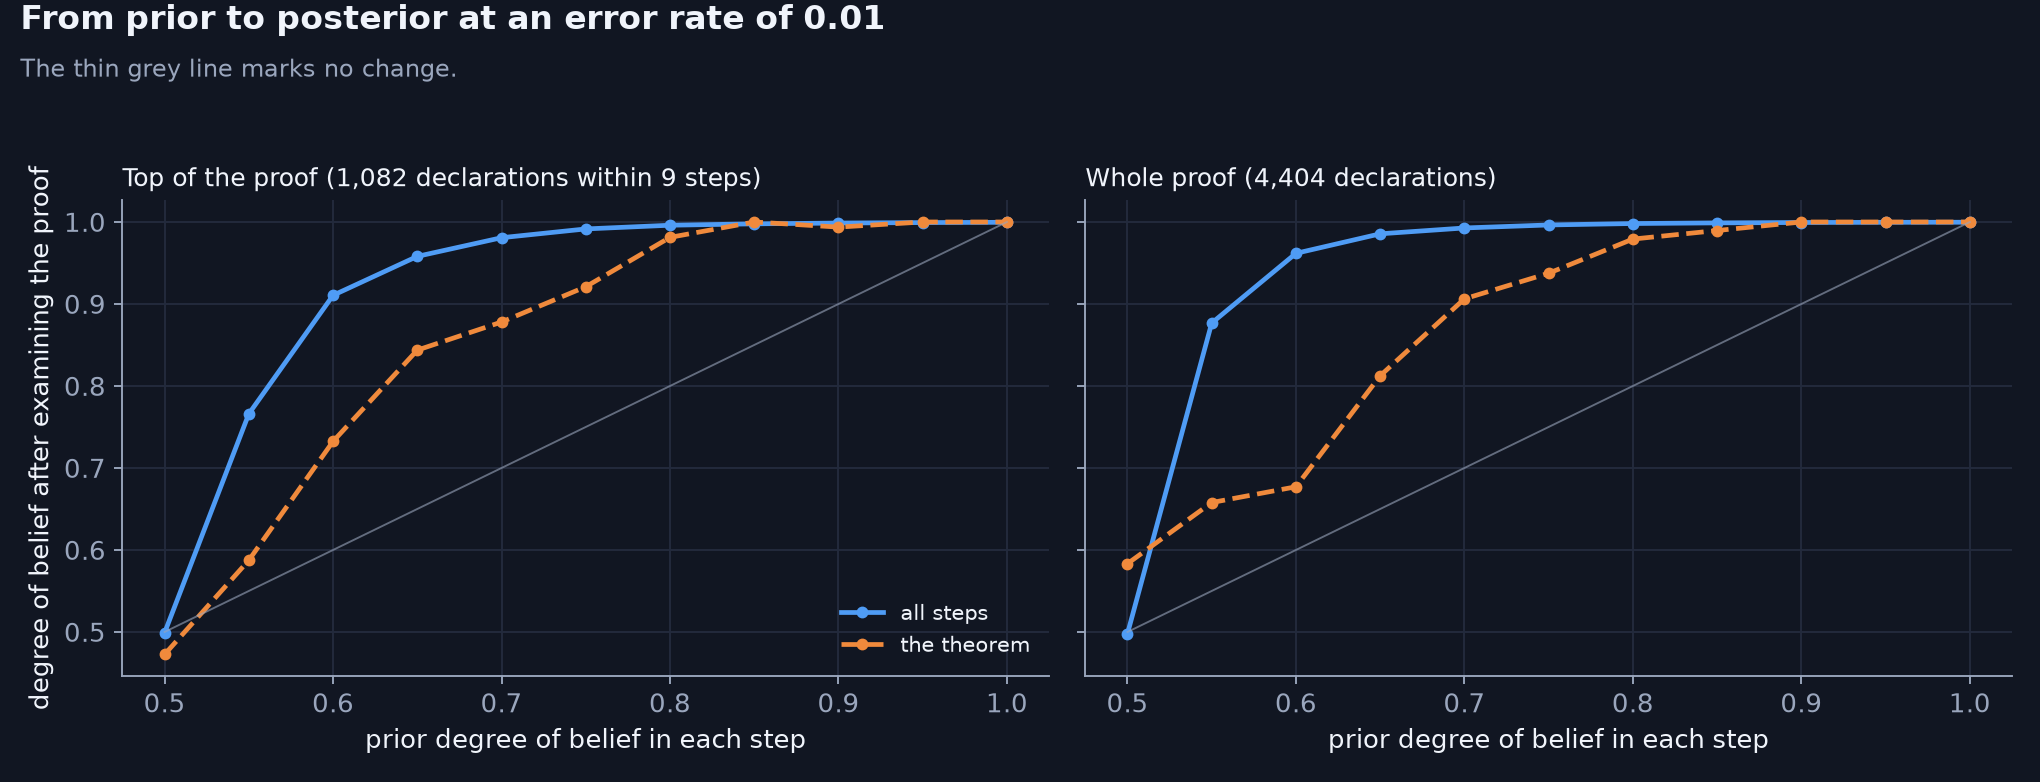 From prior to posterior at an error rate of 0.01
The thin grey line marks no change.
Top of the proof (1,082 declarations within 9 steps)
degree of belief after examining the proof
1.0
0.9
0.8
0.7
0.6
0.5
all steps
the theorem
0.5 0.6 0.7 0.8 0.9 1.0
prior degree of belief in each step
Whole proof (4,404 declarations)
0.5 0.6 0.7 0.8 0.9 1.0
prior degree of belief in each step